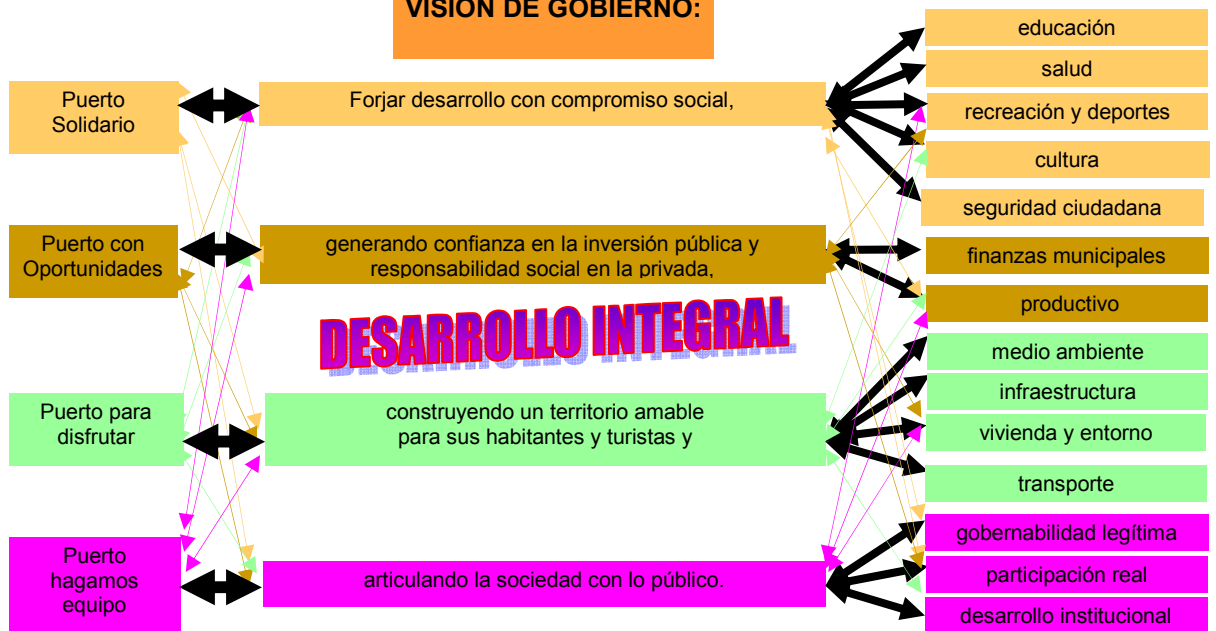 VISIÓN DE GOBIERNO:
Puerto
Solidario
Forjar desarrollo con compromiso social,
educación
salud
recreación y deportes
cultura
seguridad ciudadana
Puerto con
Oportunidades
generando confianza en la inversión pública y
responsabilidad social en la privada,
finanzas municipales
productivo
DESARROLLO INTEGRAL
Puerto para
disfrutar
construyendo un territorio amable
para sus habitantes y turistas y
medio ambiente
infraestructura
vivienda y entorno
transporte
Puerto
hagamos
equipo
articulando la sociedad con lo público.
gobernabilidad legítima
participación real
desarrollo institucional